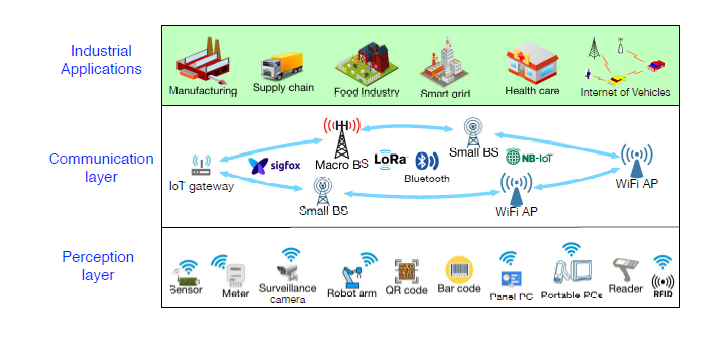 Industrial
Applications
Manufacturing
Supply chain
Food Industry
Smart grid
Health care
Internet of Vehicles
Communication
layer
IoT gateway
sigfox
Macro BS
LoRa
Bluetooth
Small BS
NB-IoT
WiFi AP
Small BS
WiFi AP
Perception
layer
Sensor
Meter
Surveillance
camera
Robot arm
QR code
Bar code
Panel PC
Portable PCs
Reader
RFID